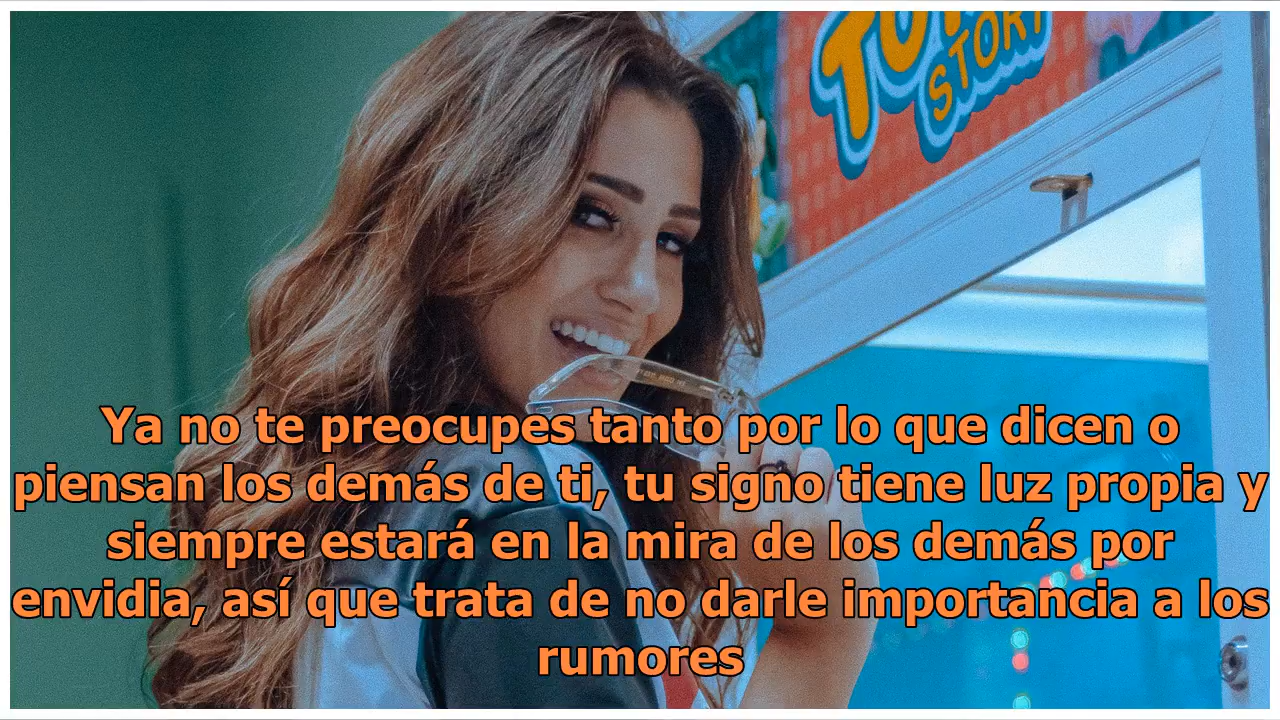 TOY
STORY
Ya no te preocupes tanto por lo que dicen o
piensan los demás de ti, tu signo tiene luz propia y
siempre estará en la mira de los demás por
envidia, así que trata de no darle importancia a los
rumores